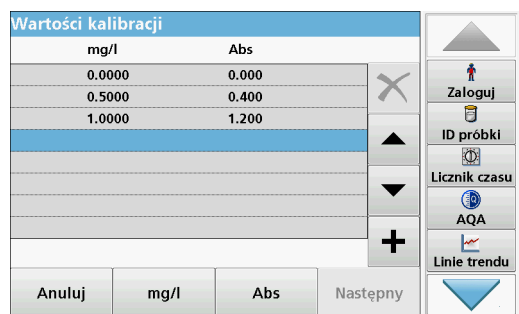 Wartości kalibracji
mg/l Abs
0.0000 0.000
0.5000 0.400
1.0000 1.200
Anuluj mg/l Abs Następny
Zaloguj
ID próbki
Licznik czasu
AQA
Linie trendu